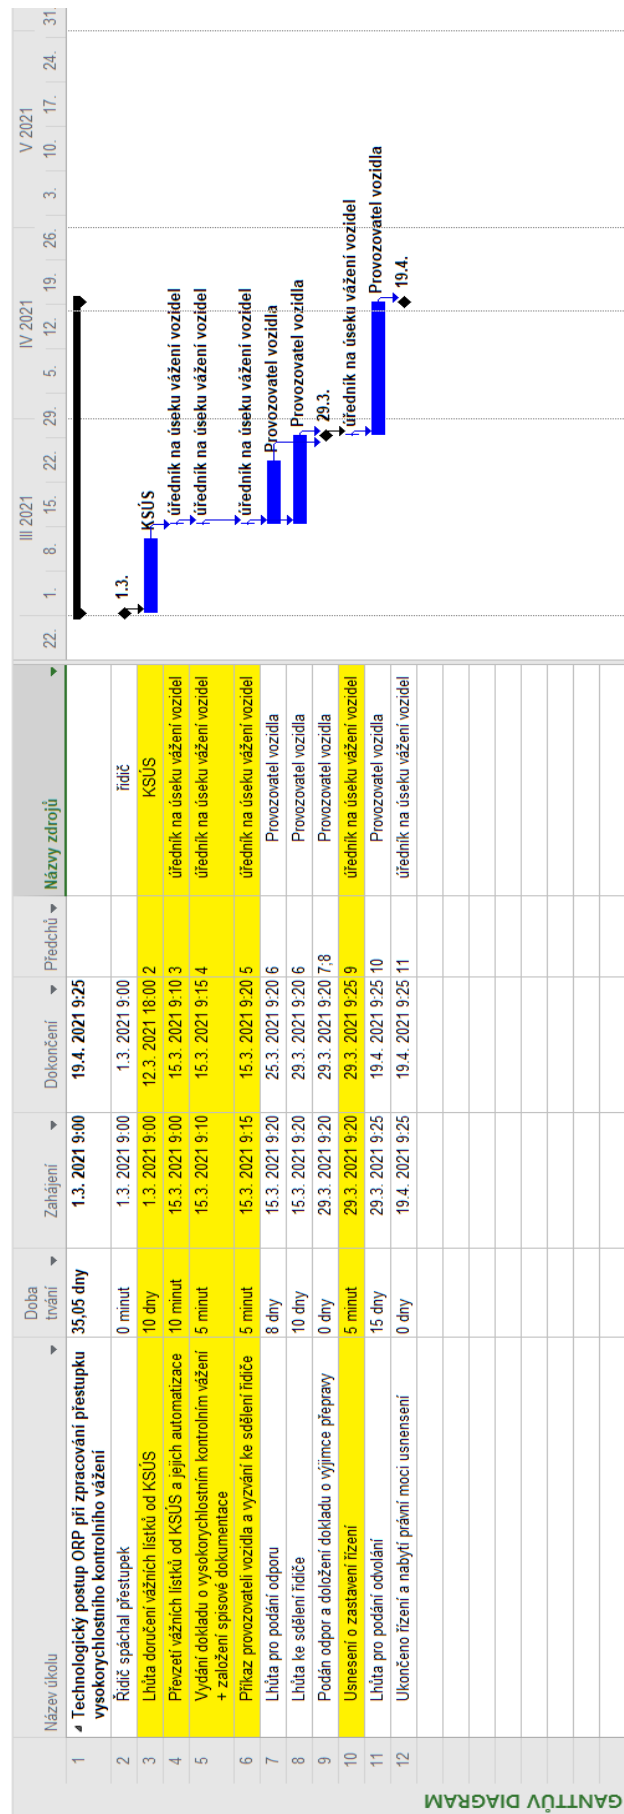 GANTTŮV DIAGRAM
Název úkolu Doba trvání Zahájení Dokončení Předchů Názvy zdrojů
1 Technologický postup ORP při zpracování přestupku 35,05 dny 1.3. 2021 9:00 19.4. 2021 9:25
vysokorychlostního kontrolního vážení
2 Řidič spáchal přestupek 0 minut 1.3. 2021 9:00 1.3. 2021 9:00 řidič
3 Lhůta doručení vážních lístků od KSÚS 10 dny 1.3. 2021 9:00 12.3. 2021 18:00 2 KSÚS
4 Převzetí vážních lístků od KSÚS a jejich automatizace 10 minut 15.3. 2021 9:00 15.3. 2021 9:10 3 úředník na úseku vážení vozidel
5 Vydání dokladu o vysokorychlostním kontrolním vážení 5 minut 15.3. 2021 9:10 15.3. 2021 9:15 4 úředník na úseku vážení vozidel
+ založení spisové dokumentace
6 Příkaz provozovateli vozidla a vyzvání ke sdělení řidiče 5 minut 15.3. 2021 9:15 15.3. 2021 9:20 5 úředník na úseku vážení vozidel
7 Lhůta pro podání odporu 8 dny 15.3. 2021 9:20 25.3. 2021 9:20 6 Provozovatel vozidla
8 Lhůta ke sdělení řidiče 10 dny 15.3. 2021 9:20 29.3. 2021 9:20 6 Provozovatel vozidla
9 Podán odpor a doložení dokladu o výjimce přepravy 0 dny 29.3. 2021 9:20 29.3. 2021 9:20 7;8 Provozovatel vozidla
10 Usnesení o zastavení řízení 5 minut 29.3. 2021 9:20 29.3. 2021 9:25 9 úředník na úseku vážení vozidel
11 Lhůta pro podání odvolání 15 dny 29.3. 2021 9:25 19.4. 2021 9:25 10 Provozovatel vozidla
12 Ukončeno řízení a nabytí právní moci usnensení 0 dny 19.4. 2021 9:25 19.4. 2021 9:25 11 úředník na úseku vážení vozidel
III 2021 IV 2021 V 2021
22. 1. 8. 15. 22. 29. 5. 12. 19. 26. 3. 10. 17. 24. 31.
1.3.
KSÚS
úředník na úseku vážení vozidel
úředník na úseku vážení vozidel
úředník na úseku vážení vozidel
Provozovatel vozidla
Provozovatel vozidla
29.3.
úředník na úseku vážení vozidel
Provozovatel vozidla
19.4.